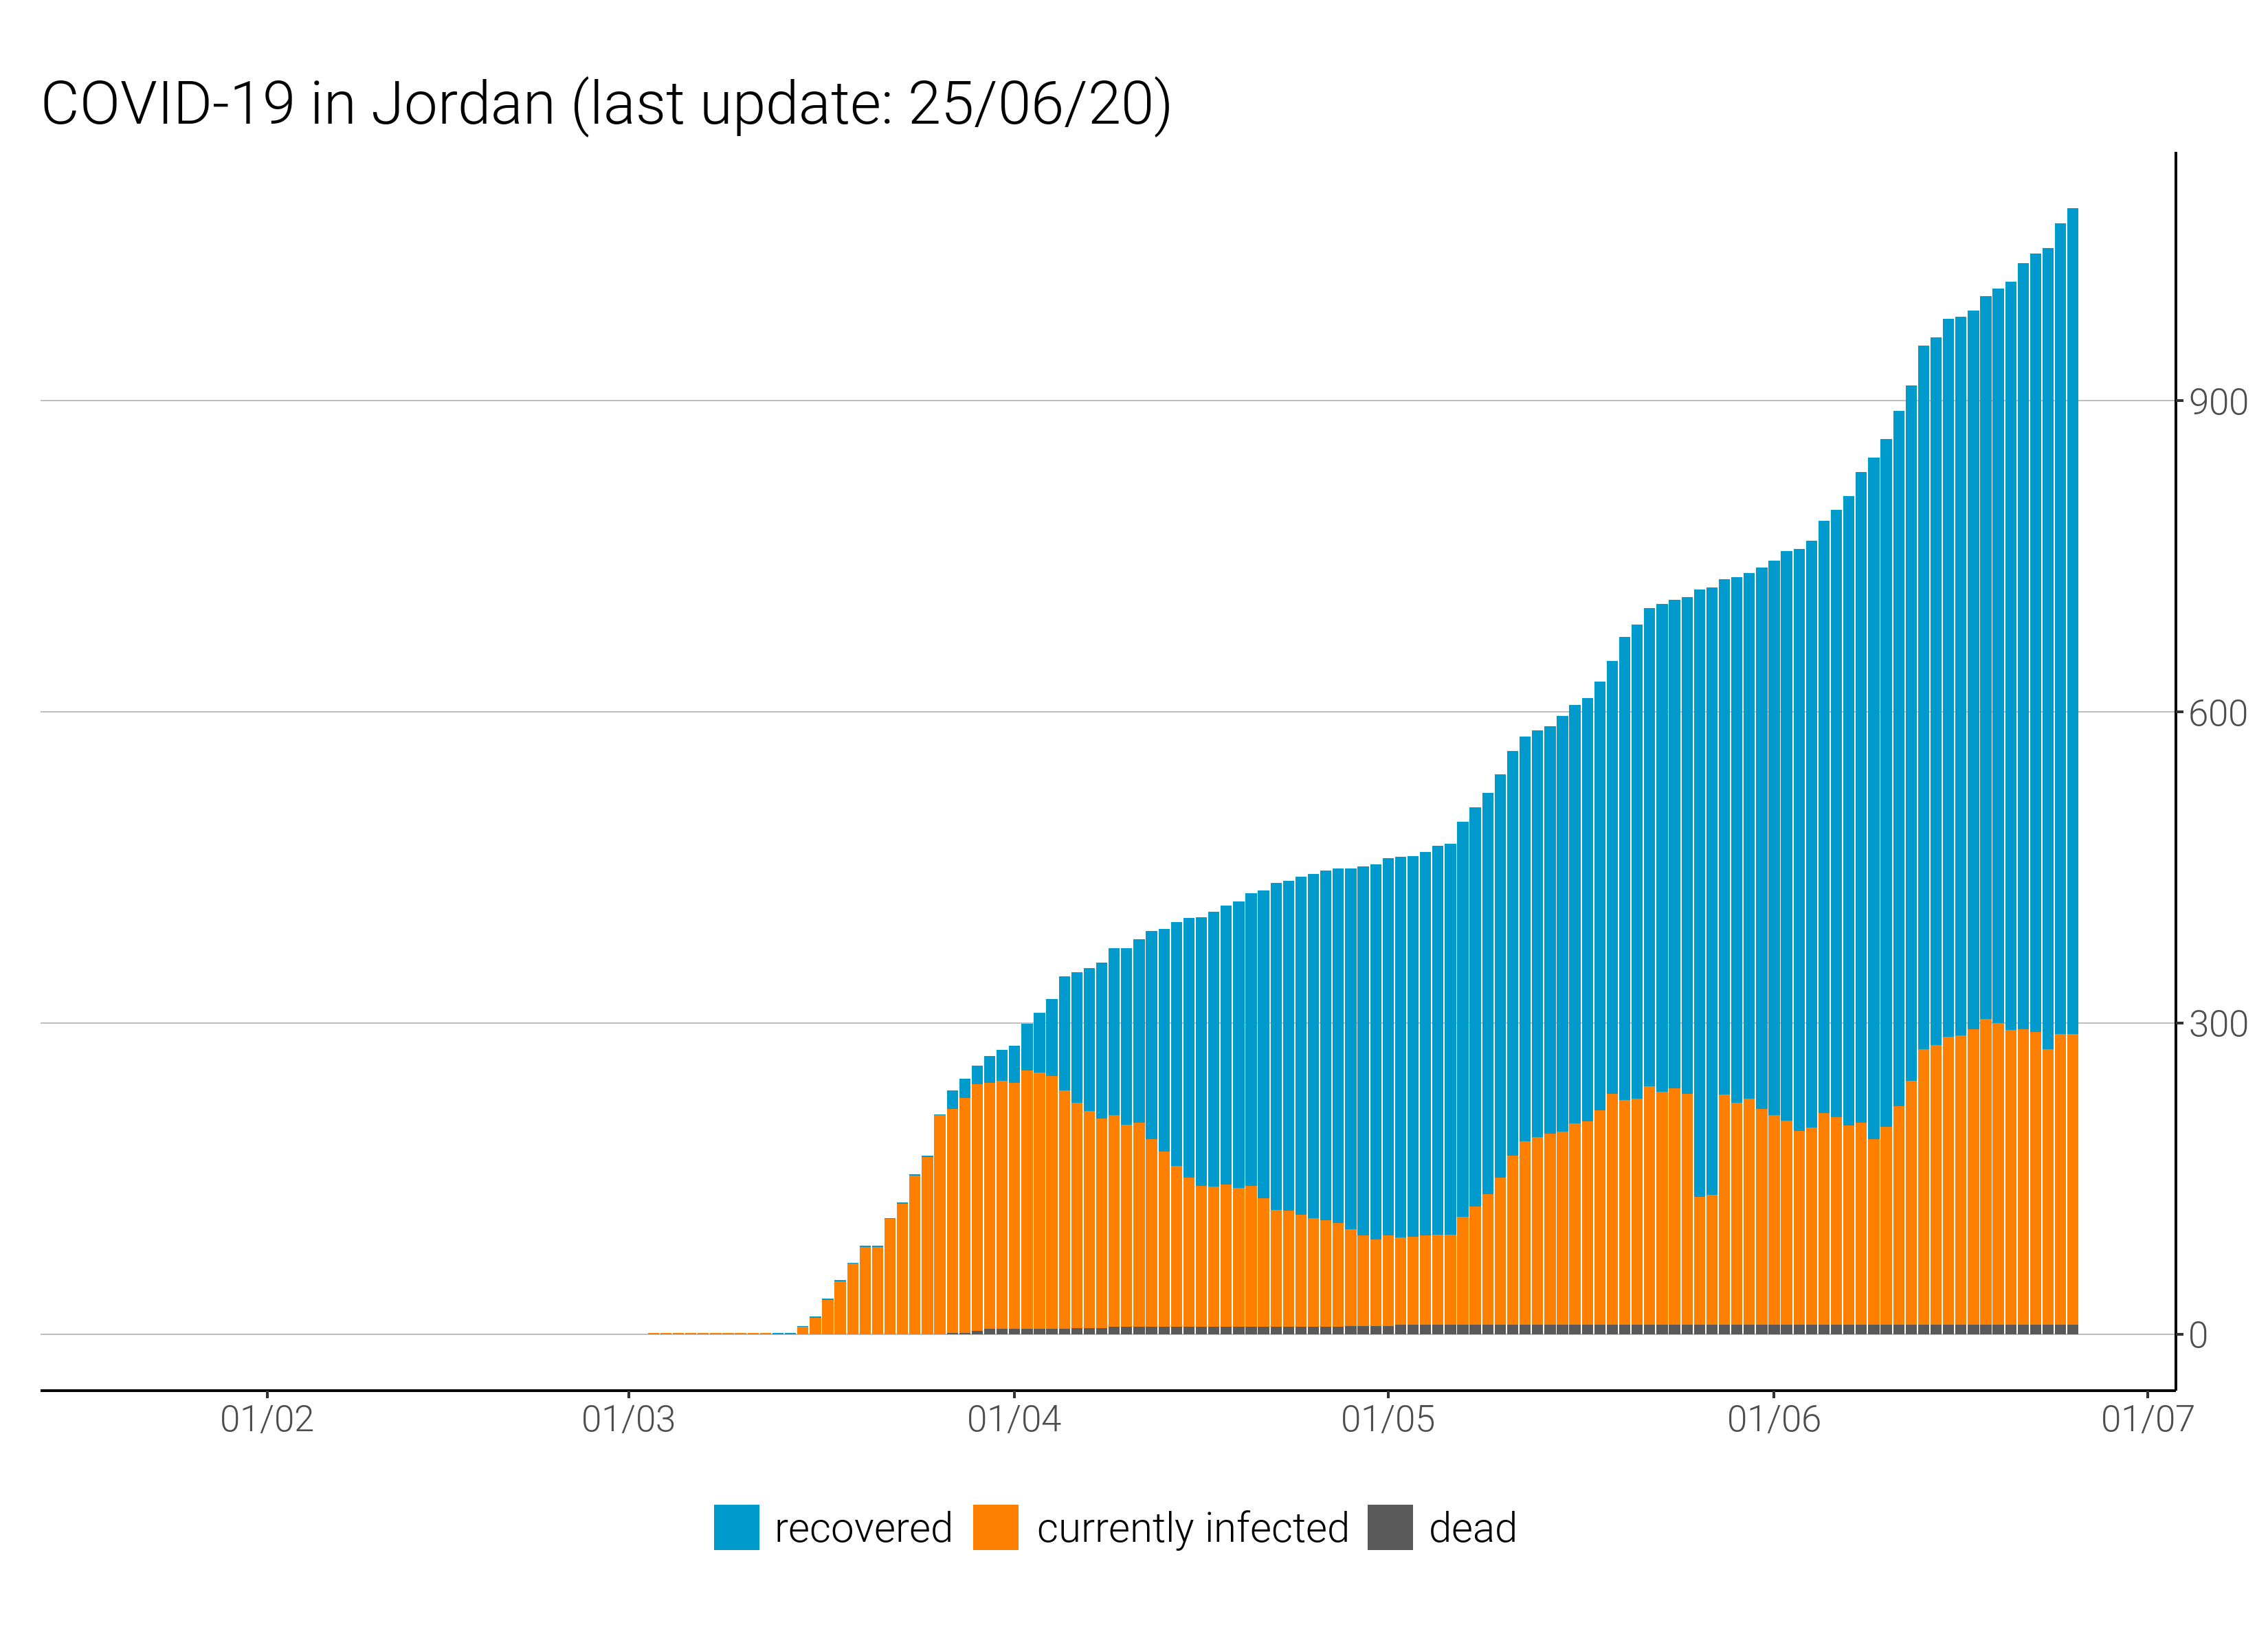 COVID-19 in Jordan (last update: 25/06/20)
900
600
300
0
01/02 01/03 01/04 01/05 01/06 01/07
recovered currently infected dead